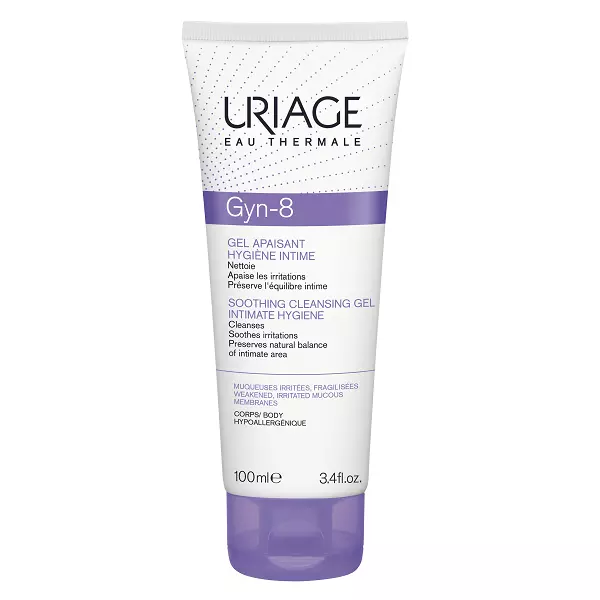 URIAGE
EAU THERMALE
Gyn-8
GEL APAISANT
HYGIÈNE INTIME
Nettoie
Apaise les irritations
Préserve l'équilibre intime
SOOTHING CLEANSING GEL
INTIMATE HYGIENE
Cleanses
Soothes irritations
Preserves natural balance
of intimate area
MUQUEUSES IRRITÉES, FRAGILISÉES
WEAKENED, IRRITATED MUCOUS
MEMBRANES
CORPS/ BODY
HYPOALLERGÉNIQUE
100ml℮ 3.4fl.oz.